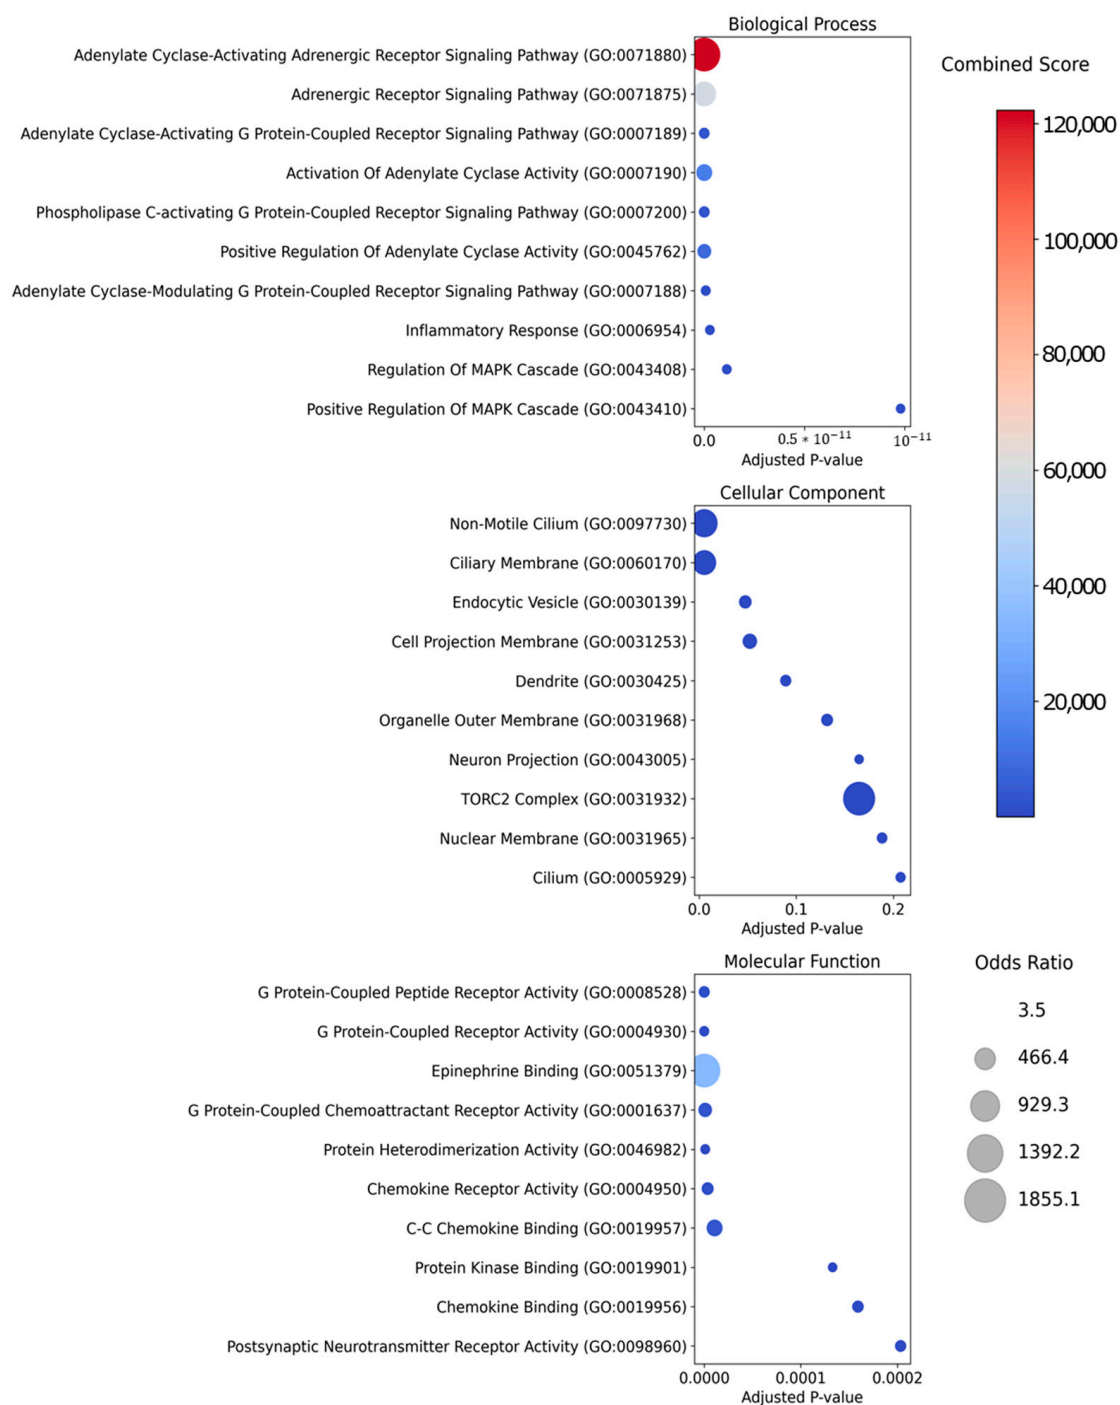 Biological Process
Adenylate Cyclase-Activating Adrenergic Receptor Signaling Pathway (GO:0071880)
Adrenergic Receptor Signaling Pathway (GO:0071875)
Adenylate Cyclase-Activating G Protein-Coupled Receptor Signaling Pathway (GO:0007189)
Activation Of Adenylate Cyclase Activity (GO:0007190)
Phospholipase C-activating G Protein-Coupled Receptor Signaling Pathway (GO:0007200)
Positive Regulation Of Adenylate Cyclase Activity (GO:0045762)
Adenylate Cyclase-Modulating G Protein-Coupled Receptor Signaling Pathway (GO:0007188)
Inflammatory Response (GO:0006954)
Regulation Of MAPK Cascade (GO:0043408)
Positive Regulation Of MAPK Cascade (GO:0043410)
0.0 0.5 * 10⁻¹¹ 10⁻¹¹
Adjusted P-value
Combined Score
120,000
100,000
80,000
60,000
40,000
20,000
Cellular Component
Non-Motile Cilium (GO:0097730)
Ciliary Membrane (GO:0060170)
Endocytic Vesicle (GO:0030139)
Cell Projection Membrane (GO:0031253)
Dendrite (GO:0030425)
Organelle Outer Membrane (GO:0031968)
Neuron Projection (GO:0043005)
TORC2 Complex (GO:0031932)
Nuclear Membrane (GO:0031965)
Cilium (GO:0005929)
0.0 0.1 0.2
Adjusted P-value
Molecular Function
G Protein-Coupled Peptide Receptor Activity (GO:0008528)
G Protein-Coupled Receptor Activity (GO:0004930)
Epinephrine Binding (GO:0051379)
G Protein-Coupled Chemoattractant Receptor Activity (GO:0001637)
Protein Heterodimerization Activity (GO:0046982)
Chemokine Receptor Activity (GO:0004950)
C-C Chemokine Binding (GO:0019957)
Protein Kinase Binding (GO:0019901)
Chemokine Binding (GO:0019956)
Postsynaptic Neurotransmitter Receptor Activity (GO:0098960)
0.0000 0.0001 0.0002
Adjusted P-value
Odds Ratio
3.5
466.4
929.3
1392.2
1855.1